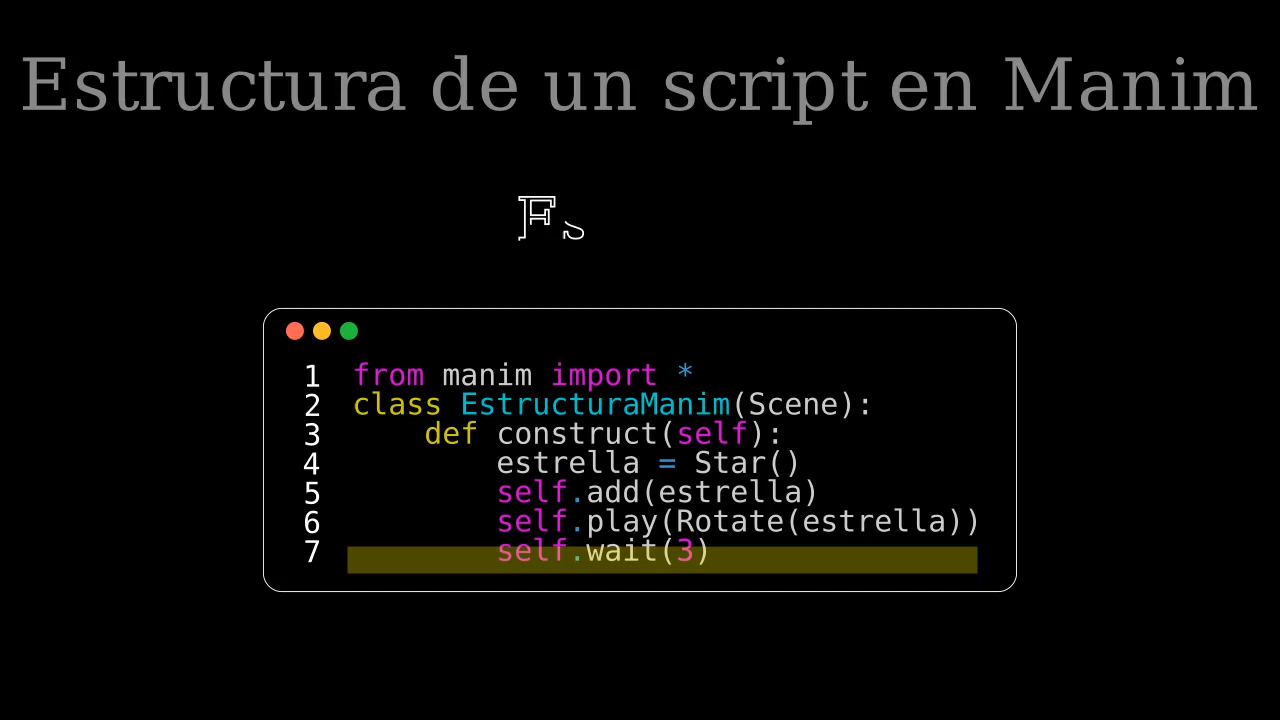 Estructura de un script en Manim
1 from manim import *
2 class EstructuraManim(Scene):
3     def construct(self):
4         estrella = Star()
5         self.add(estrella)
6         self.play(Rotate(estrella))
7         self.wait(3)